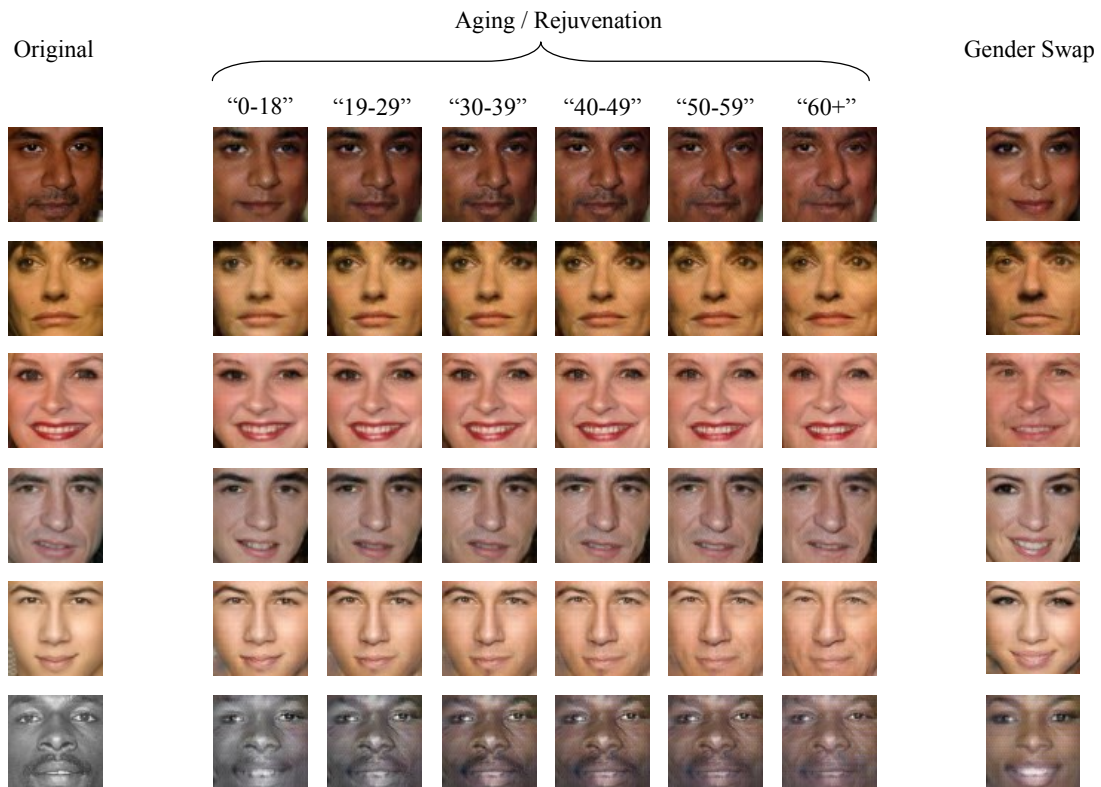 Aging / Rejuvenation
Original
Gender Swap
“0-18” “19-29” “30-39” “40-49” “50-59” “60+”